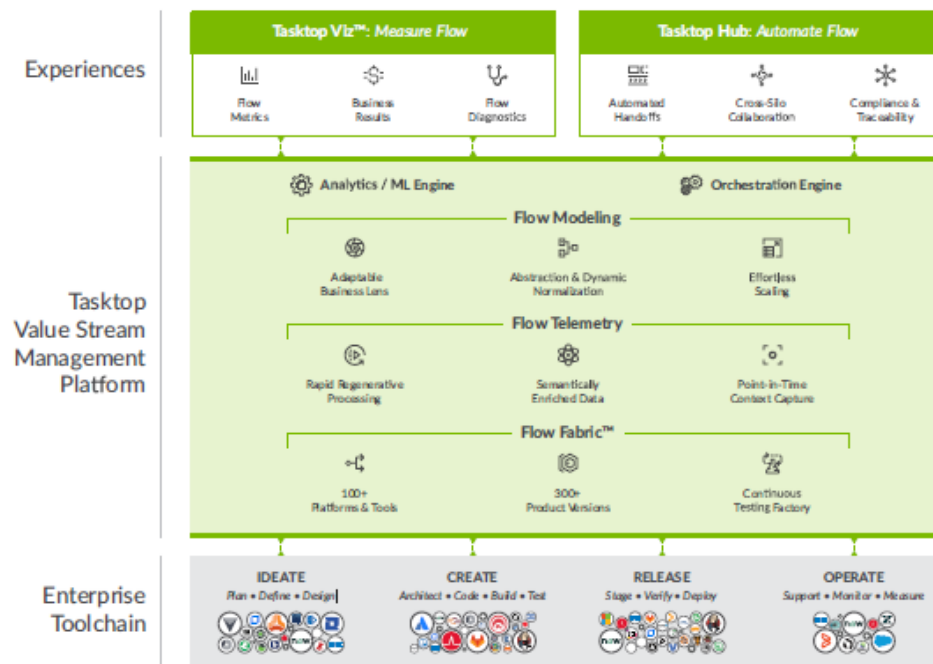 Experiences
Tasktop Viz™: Measure Flow
Flow
Metrics
Business
Results
Flow
Diagnostics
Tasktop Hub: Automate Flow
Automated
Handoffs
Cross-Silo
Collaboration
Compliance &
Traceability
Tasktop
Value Stream
Management
Platform
Analytics / ML Engine
Orchestration Engine
Flow Modeling
Adaptable
Business Lens
Abstraction & Dynamic
Normalization
Effortless
Scaling
Flow Telemetry
Rapid Regenerative
Processing
Semantically
Enriched Data
Point-in-Time
Context Capture
Flow Fabric™
100+
Platforms & Tools
300+
Product Versions
Continuous
Testing Factory
Enterprise
Toolchain
IDEATE
Plan • Define • Design
CREATE
Architect • Code • Build • Test
RELEASE
Stage • Verify • Deploy
OPERATE
Support • Monitor • Measure
now
now
now